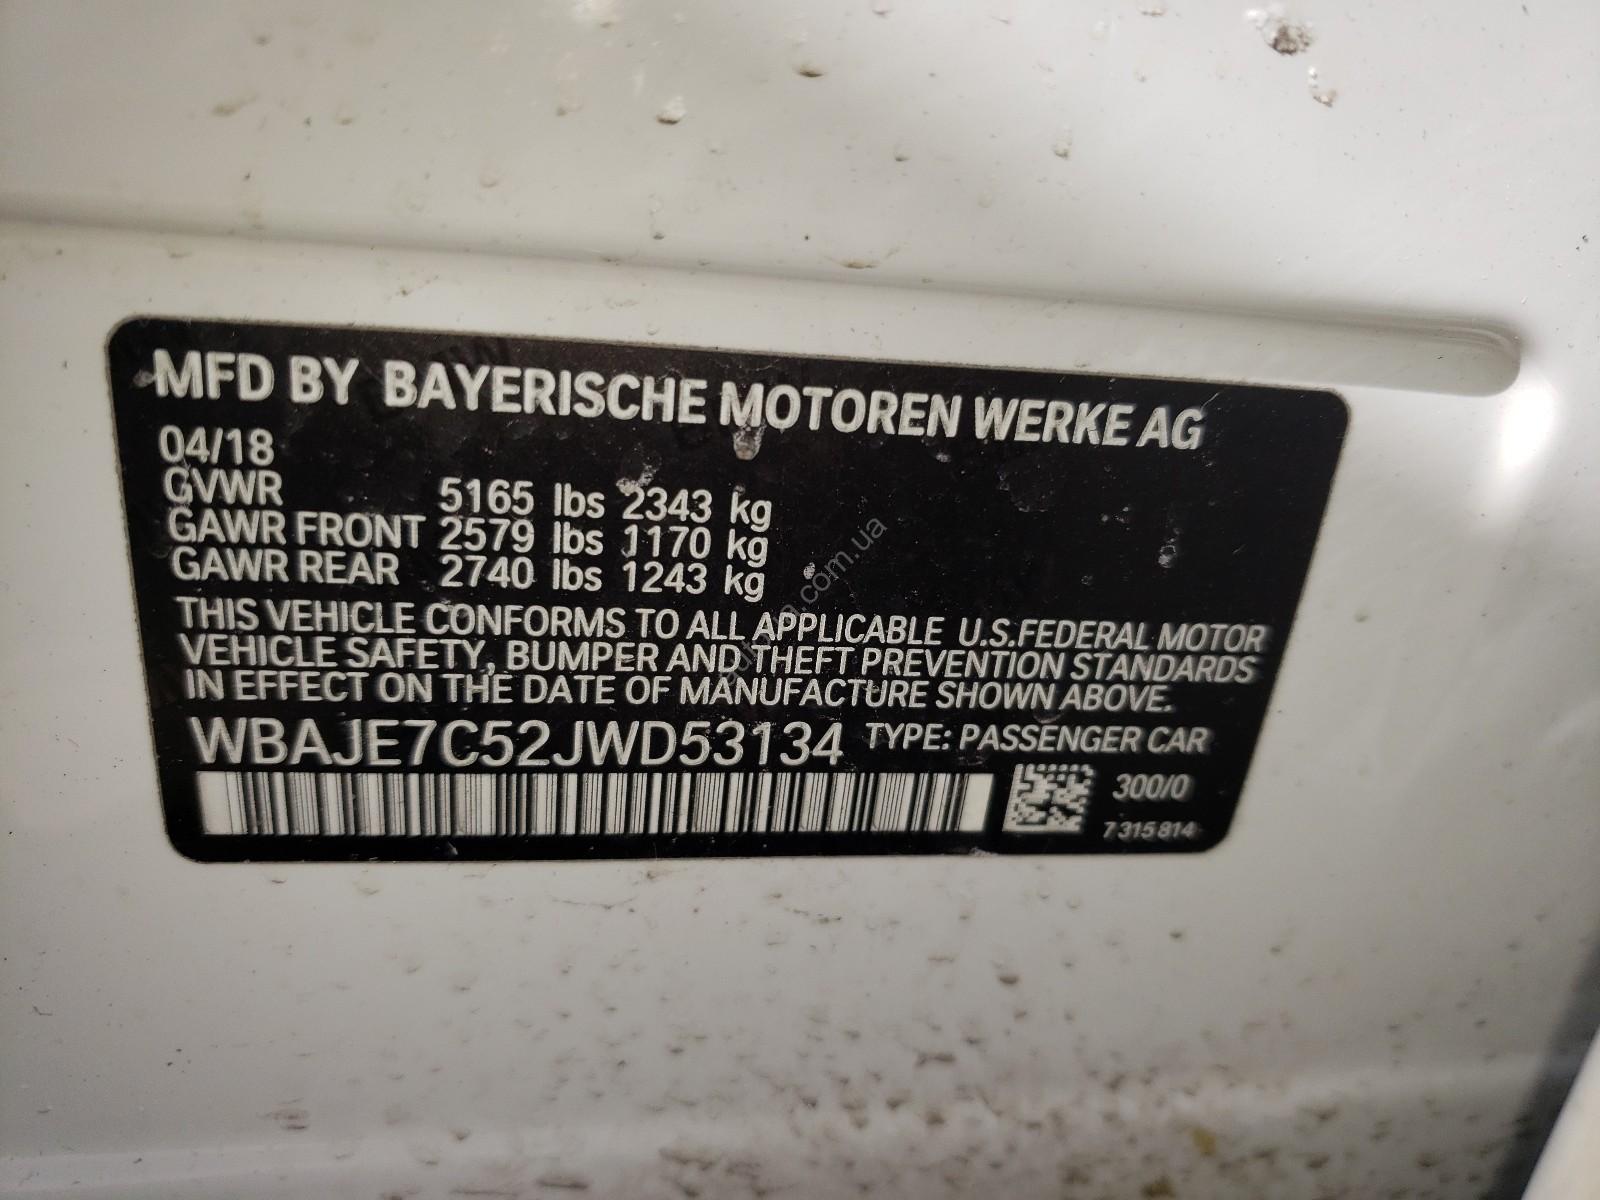 MFD BY BAYERISCHE MOTOREN WERKE AG
04/18
GVWR 5165 lbs 2343 kg
GAWR FRONT 2579 lbs 1170 kg
GAWR REAR 2740 lbs 1243 kg
THIS VEHICLE CONFORMS TO ALL APPLICABLE U.S.FEDERAL MOTOR
VEHICLE SAFETY, BUMPER AND THEFT PREVENTION STANDARDS
IN EFFECT ON THE DATE OF MANUFACTURE SHOWN ABOVE.
WBAJE7C52JWD53134 TYPE: PASSENGER CAR
300/0
7 315 814